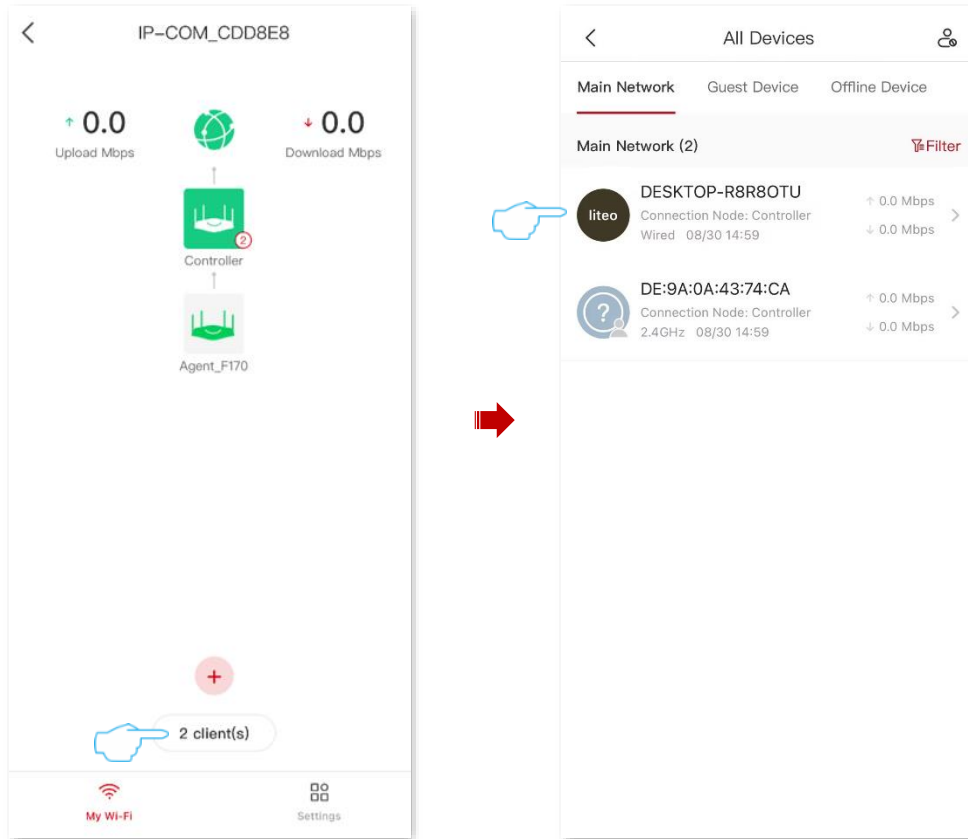 IP-COM_CDD8E8
↑ 0.0
Upload Mbps
↓ 0.0
Download Mbps
2
Controller
Agent_F170
+
2 client(s)
My Wi-Fi
Settings
All Devices
Main Network Guest Device Offline Device
Main Network (2) Filter
liteo
DESKTOP-R8R8OTU
Connection Node: Controller
Wired 08/30 14:59
↑ 0.0 Mbps
↓ 0.0 Mbps
?
DE:9A:0A:43:74:CA
Connection Node: Controller
2.4GHz 08/30 14:59
↑ 0.0 Mbps
↓ 0.0 Mbps